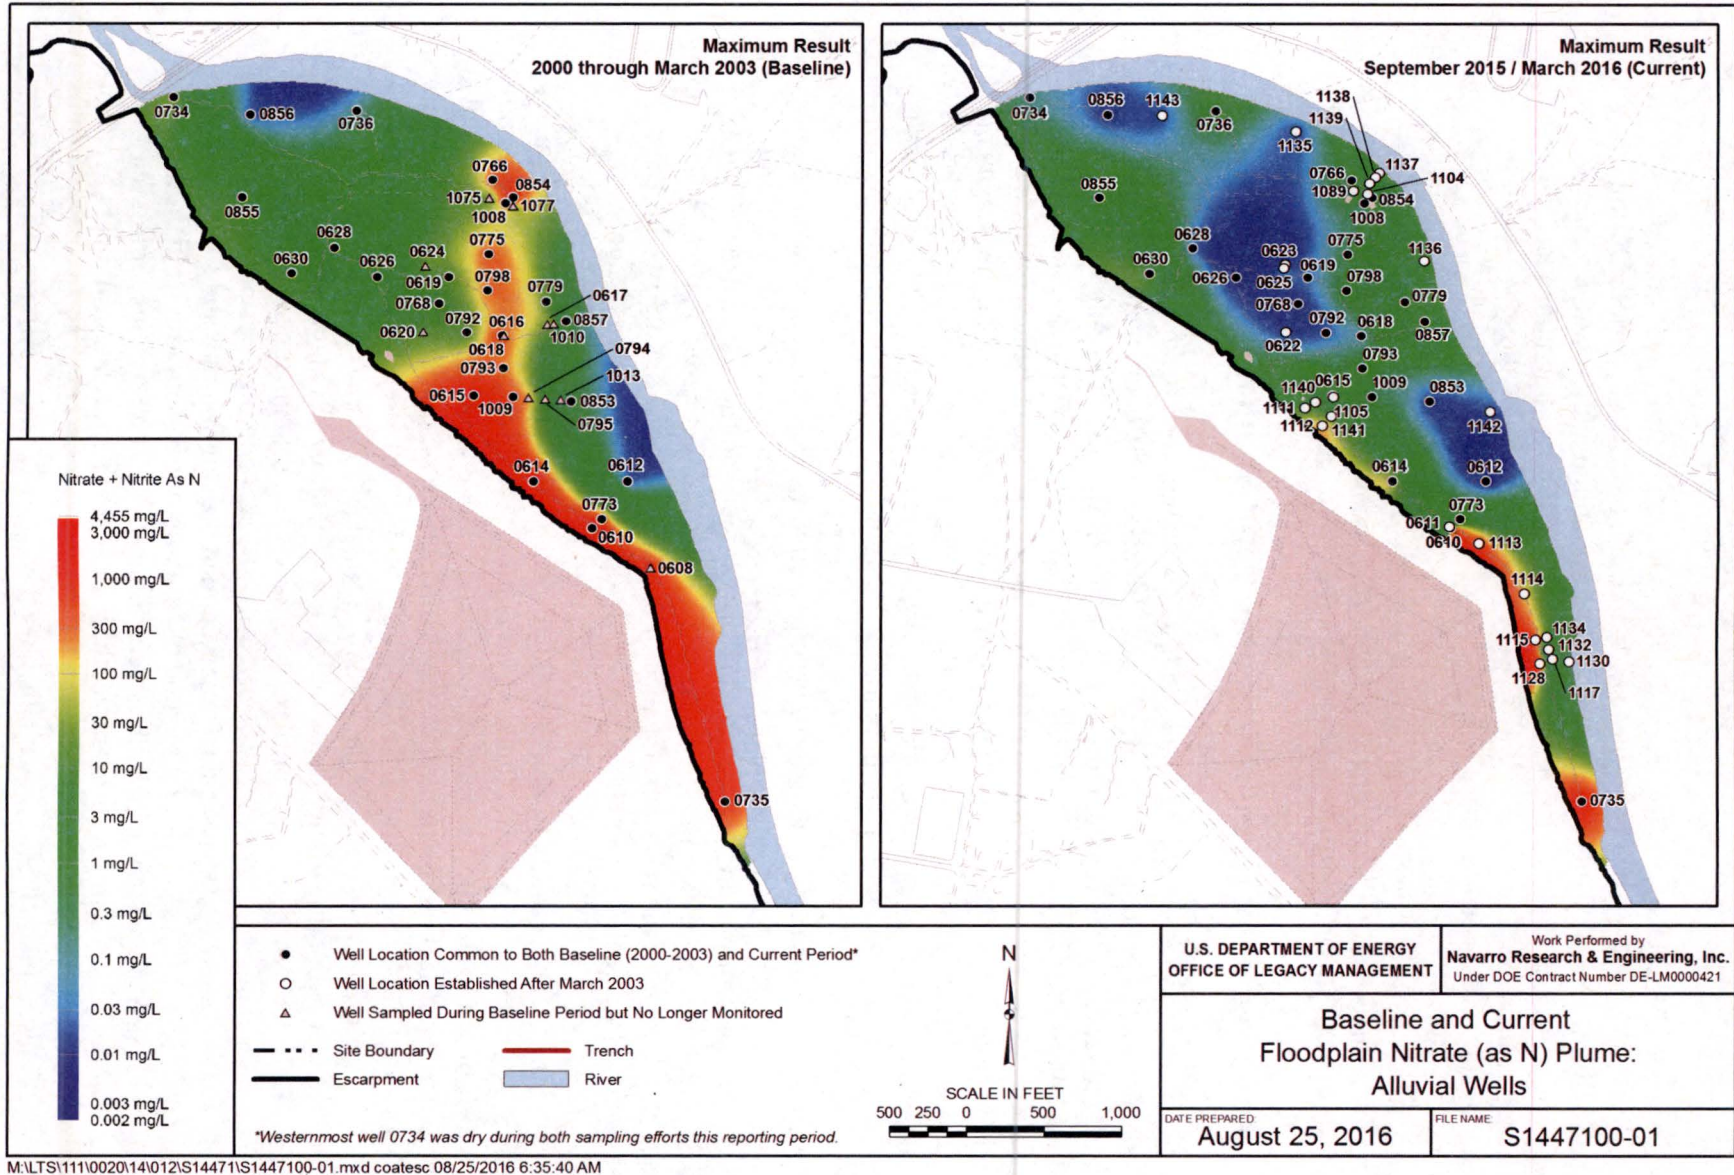 Maximum Result
2000 through March 2003 (Baseline)
0734
0856
0736
0766
0854
1075
1008
1077
0855
0628
0775
0624
0630
0626
0619
0798
0779
0617
0768
0857
0620
0792
0616
1010
0618
0794
0793
1013
0615
1009
0853
0795
0614
0612
0773
0610
0608
0735
Maximum Result
September 2015 / March 2016 (Current)
1138
1139
0734
0856
1143
0736
1135
1137
0766
1104
1089
0854
0855
1008
0628
0775
1136
0623
0630
0626
0625
0619
0798
0779
0768
0792
0618
0857
0622
0793
1140
0615
1009
0853
1111
1105
1142
1112
1141
0614
0612
0773
0611
0610
1113
1114
1134
1115
1132
1130
1128
1117
0735
Nitrate + Nitrite As N
4,455 mg/L
3,000 mg/L
1,000 mg/L
300 mg/L
100 mg/L
30 mg/L
10 mg/L
3 mg/L
1 mg/L
0.3 mg/L
0.1 mg/L
0.03 mg/L
0.01 mg/L
0.003 mg/L
0.002 mg/L
Well Location Common to Both Baseline (2000-2003) and Current Period*
Well Location Established After March 2003
Well Sampled During Baseline Period but No Longer Monitored
Site Boundary
Trench
Escarpment
River
*Westernmost well 0734 was dry during both sampling efforts this reporting period.
N
SCALE IN FEET
500 250 0 500 1,000
U.S. DEPARTMENT OF ENERGY
OFFICE OF LEGACY MANAGEMENT
Work Performed by
Navarro Research & Engineering, Inc.
Under DOE Contract Number DE-LM0000421
Baseline and Current
Floodplain Nitrate (as N) Plume:
Alluvial Wells
DATE PREPARED:
August 25, 2016
FILE NAME:
S1447100-01
M:\LTS\111\0020\14\012\S14471\S1447100-01.mxd coatesc 08/25/2016 6:35:40 AM